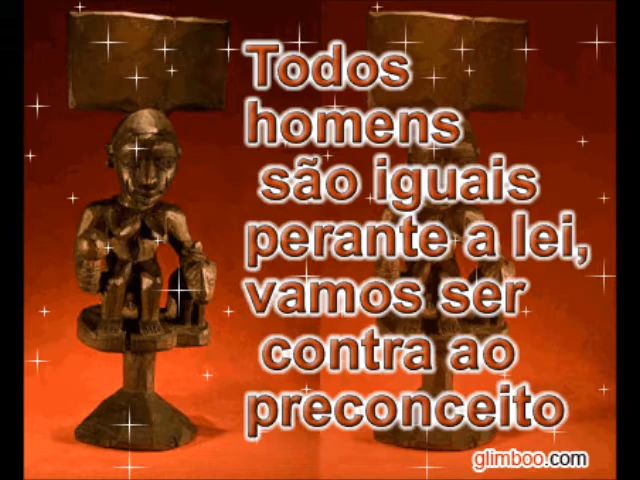 Todos
homens
são iguais
perante a lei,
vamos ser
contra ao
preconceito
glimboo.com